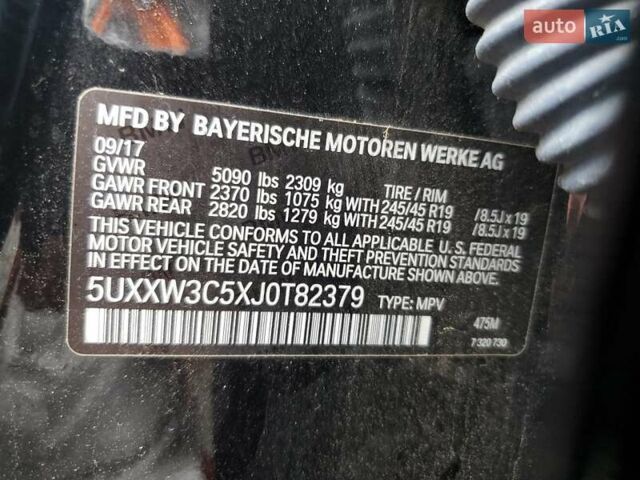 auto RIA
.com
MFD BY BAYERISCHE MOTOREN WERKE AG
09/17
GVWR 5090 lbs 2309 kg TIRE / RIM
GAWR FRONT 2370 lbs 1075 kg WITH 245/45 R19 /8.5J x 19
GAWR REAR 2820 lbs 1279 kg WITH 245/45 R19 /8.5J x 19
THIS VEHICLE CONFORMS TO ALL APPLICABLE U.S. FEDERAL
MOTOR VEHICLE SAFETY AND THEFT PREVENTION STANDARDS
IN EFFECT ON THE DATE OF MANUFACTURE SHOWN ABOVE.
5UXXW3C5XJ0T82379 TYPE: MPV
475M
7 320 730